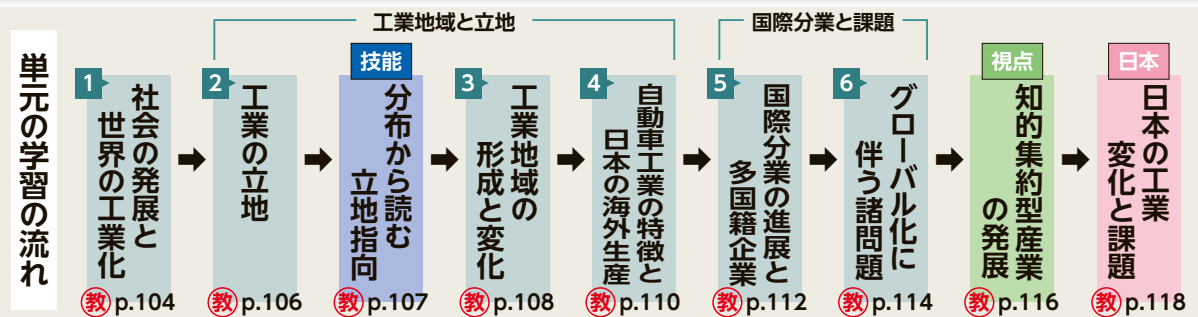 単元の学習の流れ
工業地域と立地
国際分業と課題
1
社会の発展と
世界の工業化
教 p.104
2
工業の立地
教 p.106
技能
分布から読む
立地指向
教 p.107
3
工業地域の
形成と変化
教 p.108
4
自動車工業の特徴と
日本の海外生産
教 p.110
5
国際分業の進展と
多国籍企業
教 p.112
6
グローバル化に
伴う諸問題
教 p.114
視点
知的集約型産業
の発展
教 p.116
日本
日本の工業
変化と課題
教 p.118